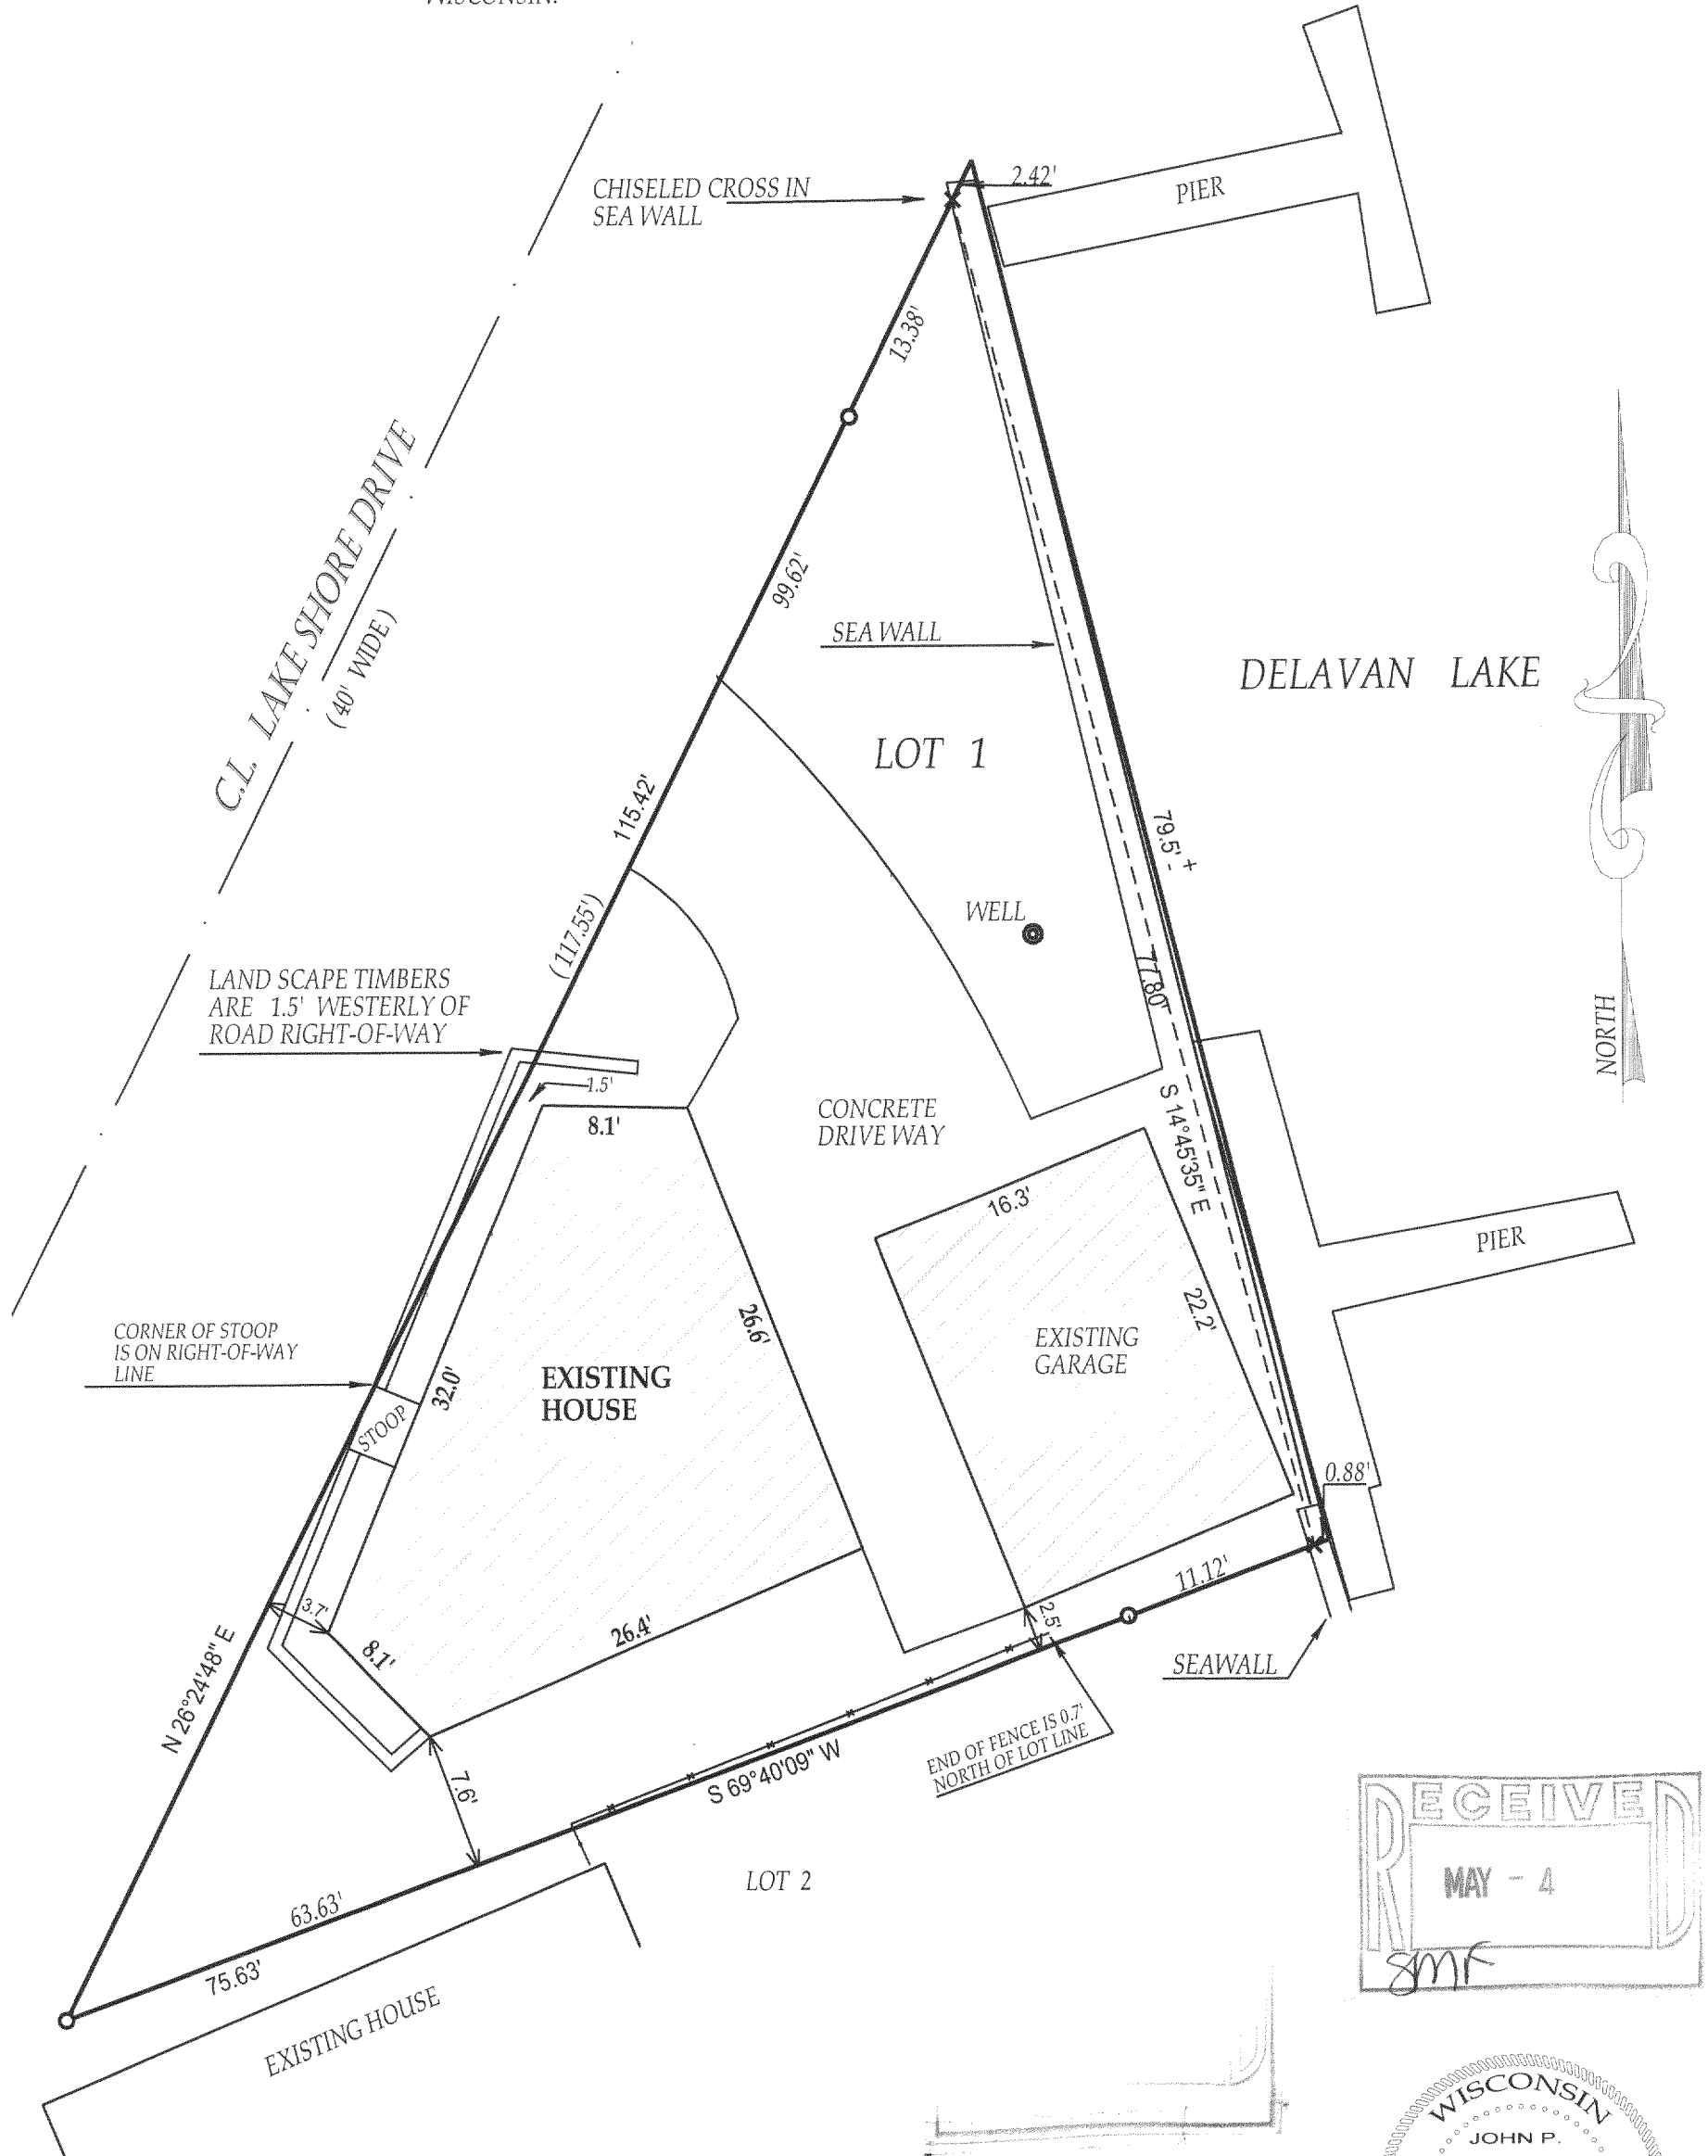 WISCONSIN.
CHISELED CROSS IN
SEA WALL
2.42'
PIER
13.38'
C.L. LAKE SHORE DRIVE
( 40' WIDE )
99.62'
SEA WALL
DELAVAN LAKE
LOT 1
115.42'
79.5' +
-
( 117.55')
WELL
77.80'
LAND SCAPE TIMBERS
ARE 1.5' WESTERLY OF
ROAD RIGHT-OF-WAY
NORTH
1.5'
8.1'
CONCRETE
DRIVE WAY
S 14°45'35" E
16.3'
PIER
CORNER OF STOOP
IS ON RIGHT-OF-WAY
LINE
26.6'
22.2'
EXISTING
GARAGE
EXISTING
HOUSE
32.0'
STOOP
0.88'
11.12'
3.7'
2.5'
8.1'
26.4'
SEAWALL
N 26°24'48" E
END OF FENCE IS 0.7'
NORTH OF LOT LINE
S 69°40'09" W
7.6'
LOT 2
63.63'
75.63'
EXISTING HOUSE
RECEIVED
MAY - 4
SMF
WISCONSIN
JOHN P.